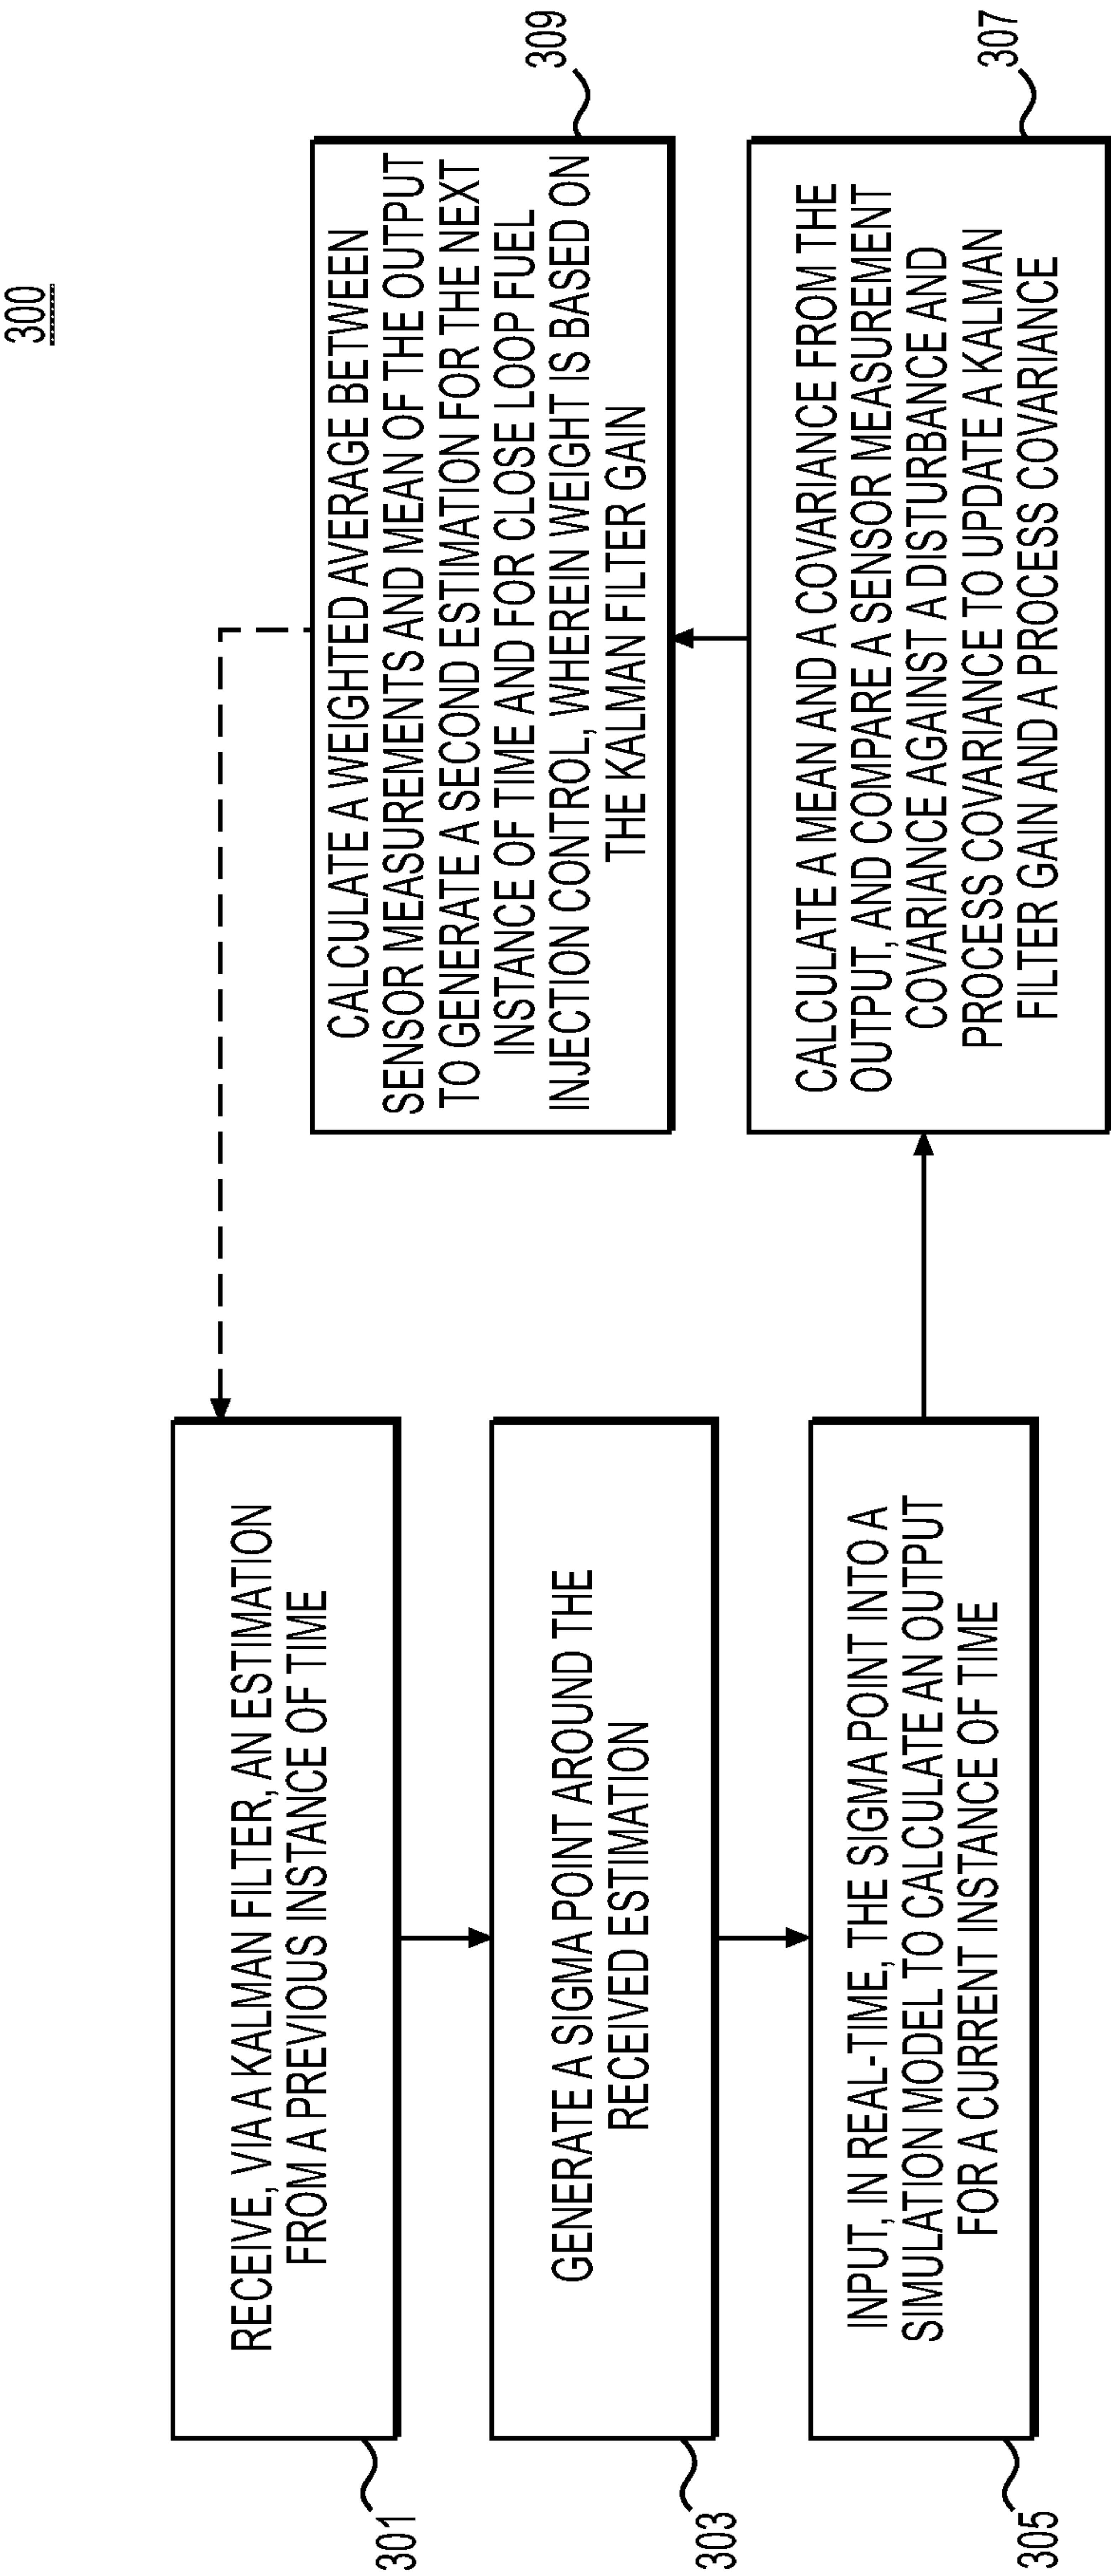 300
301
RECEIVE, VIA A KALMAN FILTER, AN ESTIMATION
FROM A PREVIOUS INSTANCE OF TIME
303
GENERATE A SIGMA POINT AROUND THE
RECEIVED ESTIMATION
305
INPUT, IN REAL-TIME, THE SIGMA POINT INTO A
SIMULATION MODEL TO CALCULATE AN OUTPUT
FOR A CURRENT INSTANCE OF TIME
309
CALCULATE A WEIGHTED AVERAGE BETWEEN
SENSOR MEASUREMENTS AND MEAN OF THE OUTPUT
TO GENERATE A SECOND ESTIMATION FOR THE NEXT
INSTANCE OF TIME AND FOR CLOSE LOOP FUEL
INJECTION CONTROL, WHEREIN WEIGHT IS BASED ON
THE KALMAN FILTER GAIN
307
CALCULATE A MEAN AND A COVARIANCE FROM THE
OUTPUT, AND COMPARE A SENSOR MEASUREMENT
COVARIANCE AGAINST A DISTURBANCE AND
PROCESS COVARIANCE TO UPDATE A KALMAN
FILTER GAIN AND A PROCESS COVARIANCE